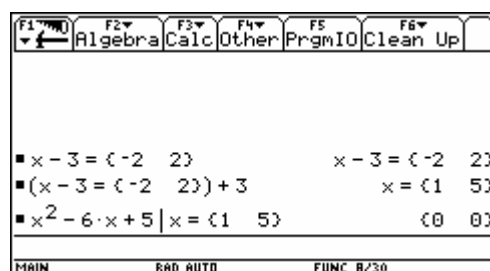 F1 F2 F3 F4 F5 F6
Algebra Calc Other PrgmIO Clean Up
x - 3 = {-2 2} x - 3 = {-2 2}
(x - 3 = {-2 2}) + 3 x = {1 5}
x² - 6·x + 5 | x = {1 5} {0 0}
MAIN RAD AUTO FUNC 8/30